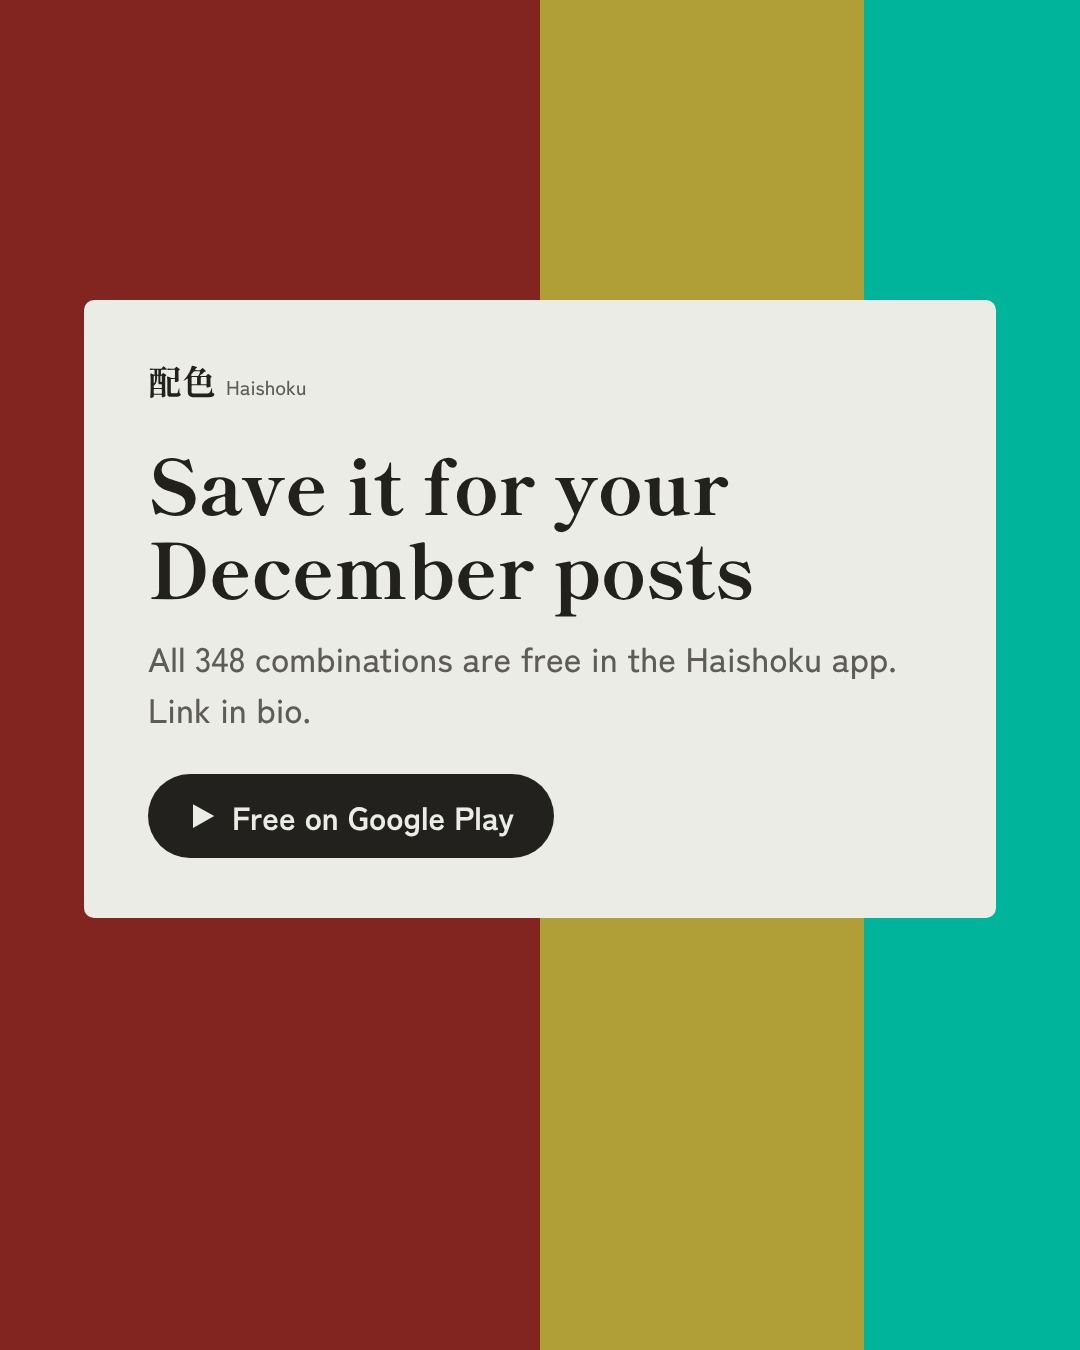 配色 Haishoku
Save it for your
December posts
All 348 combinations are free in the Haishoku app.
Link in bio.
Free on Google Play